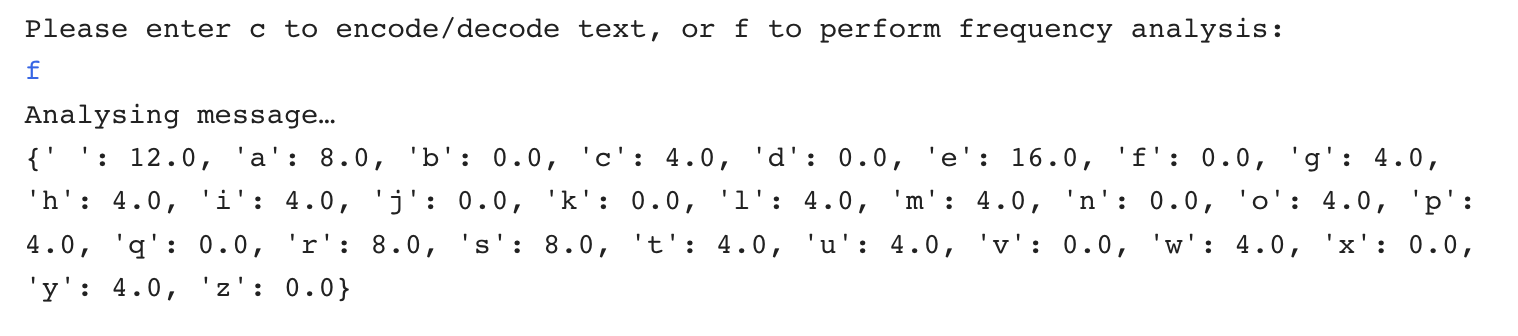 Please enter c to encode/decode text, or f to perform frequency analysis:
f
Analysing message…
{' ': 12.0, 'a': 8.0, 'b': 0.0, 'c': 4.0, 'd': 0.0, 'e': 16.0, 'f': 0.0, 'g': 4.0,
'h': 4.0, 'i': 4.0, 'j': 0.0, 'k': 0.0, 'l': 4.0, 'm': 4.0, 'n': 0.0, 'o': 4.0, 'p':
4.0, 'q': 0.0, 'r': 8.0, 's': 8.0, 't': 4.0, 'u': 4.0, 'v': 0.0, 'w': 4.0, 'x': 0.0,
'y': 4.0, 'z': 0.0}